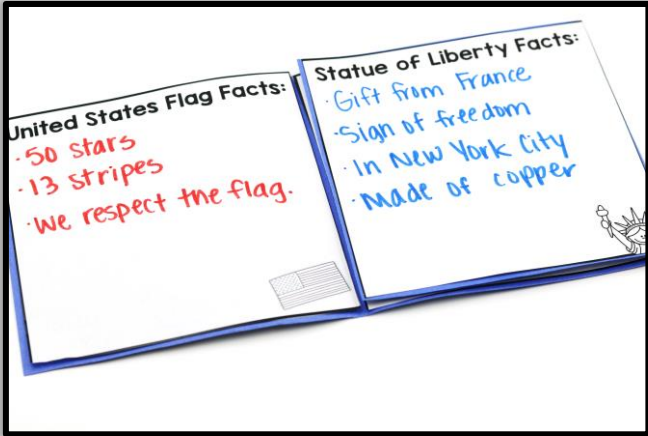 United States Flag Facts:
·50 stars
·13 stripes
·We respect the flag.
Statue of Liberty Facts:
·Gift from France
·Sign of freedom
·In New York City
·Made of copper